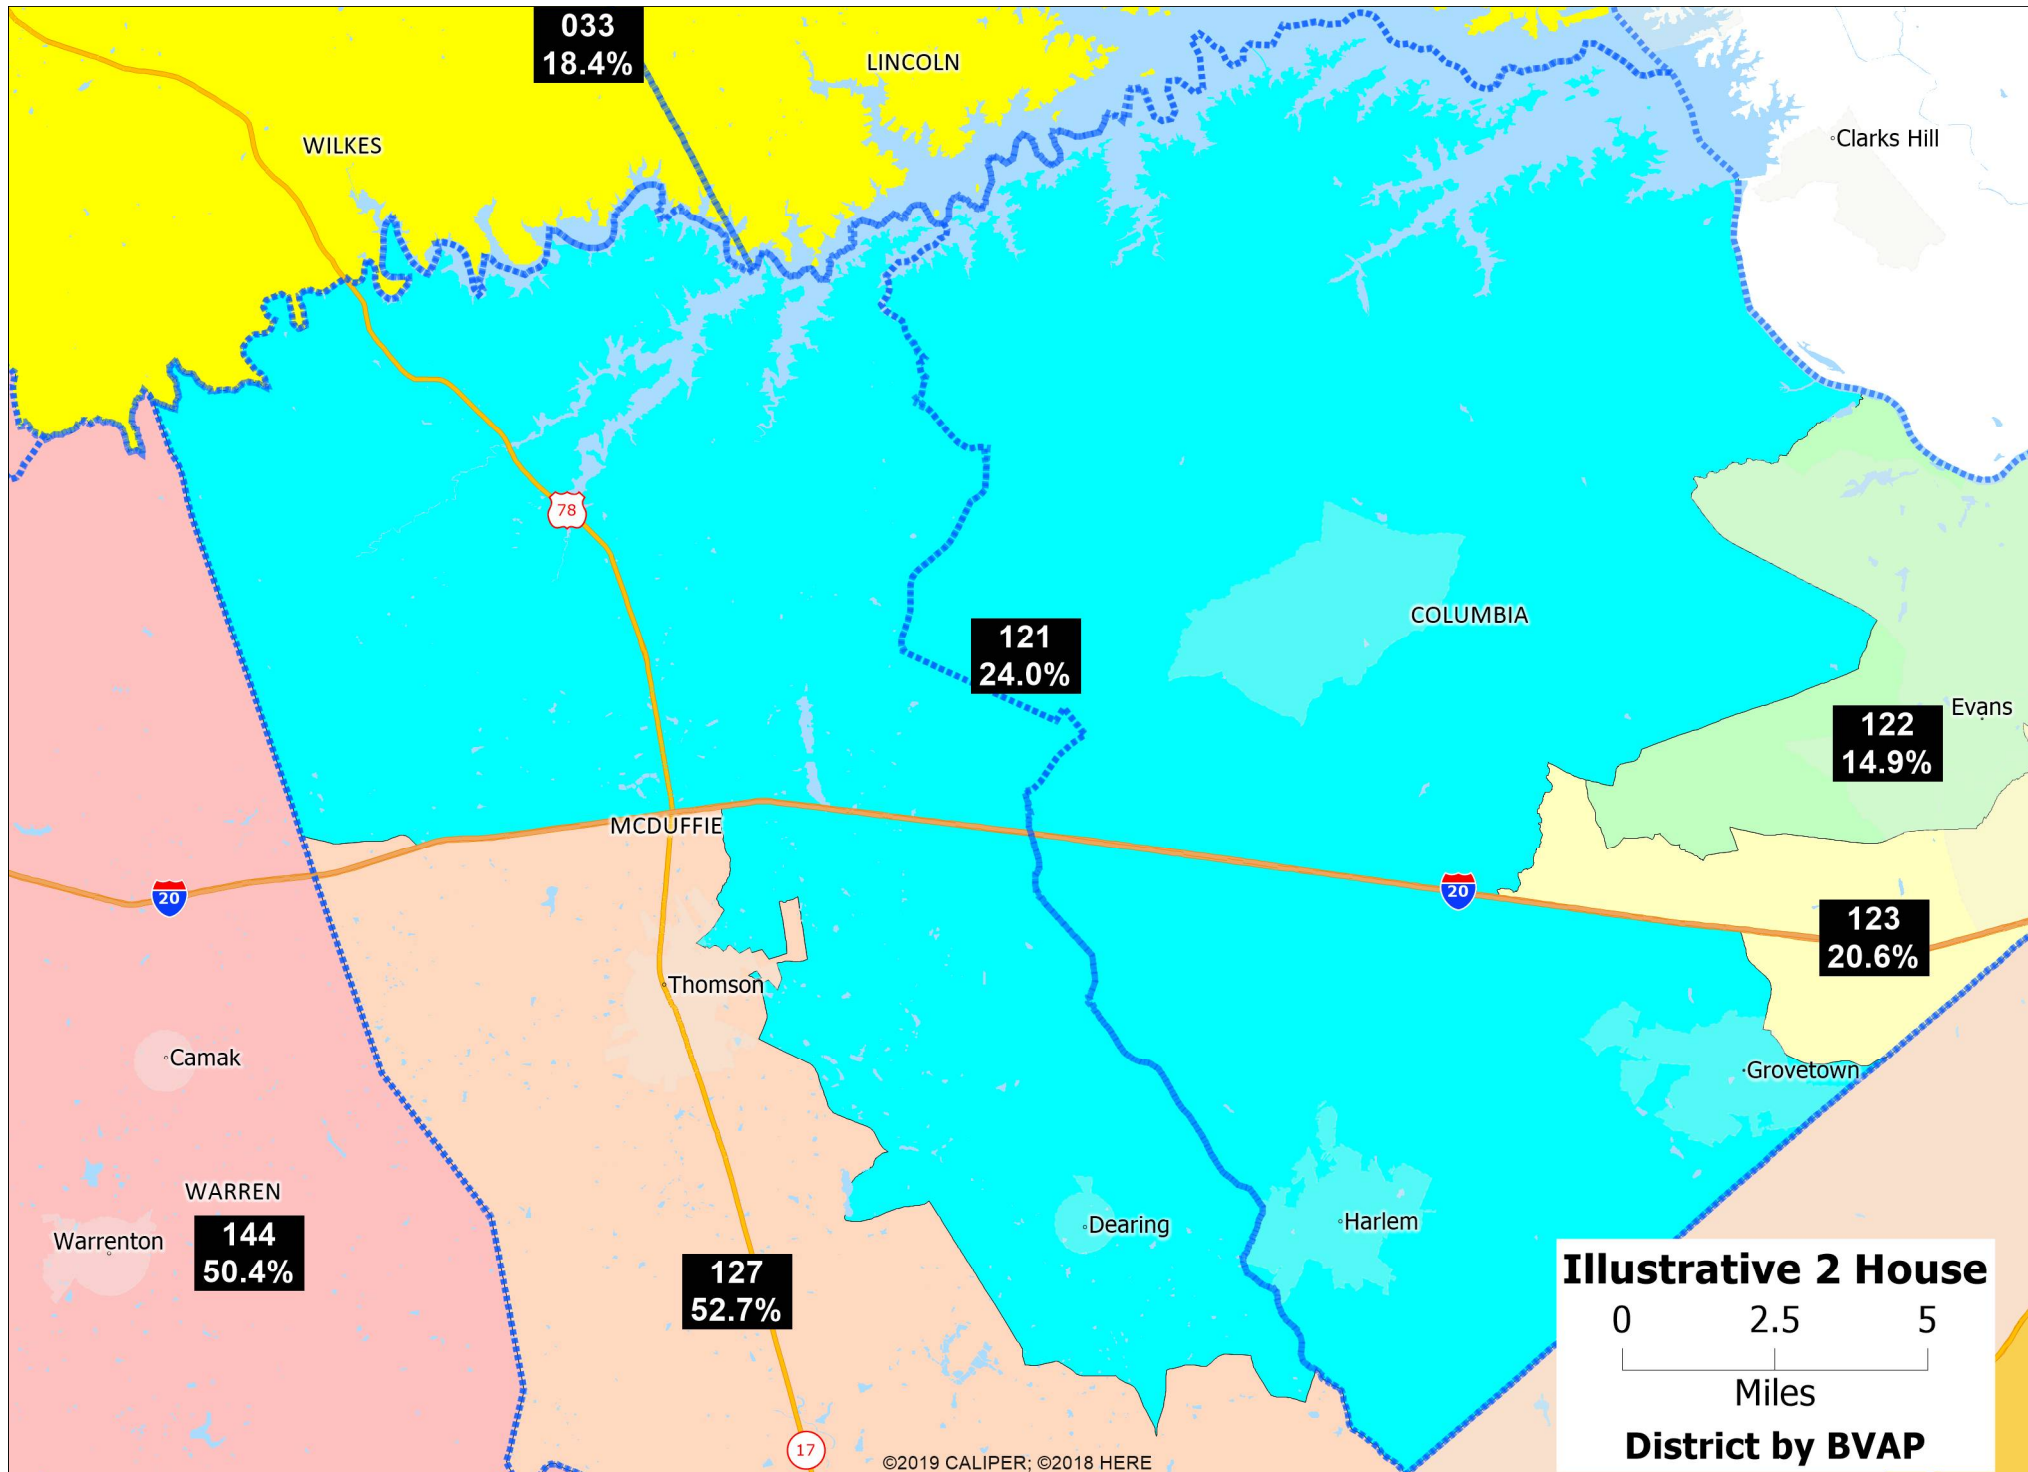 033
18.4%
LINCOLN
WILKES
Clarks Hill
78
COLUMBIA
121
24.0%
Evans
122
14.9%
MCDUFFIE
20
20
123
20.6%
Thomson
Camak
Grovetown
WARREN
144
50.4%
Warrenton
Dearing
Harlem
127
52.7%
17
Illustrative 2 House
0 2.5 5
Miles
District by BVAP
©2019 CALIPER; ©2018 HERE